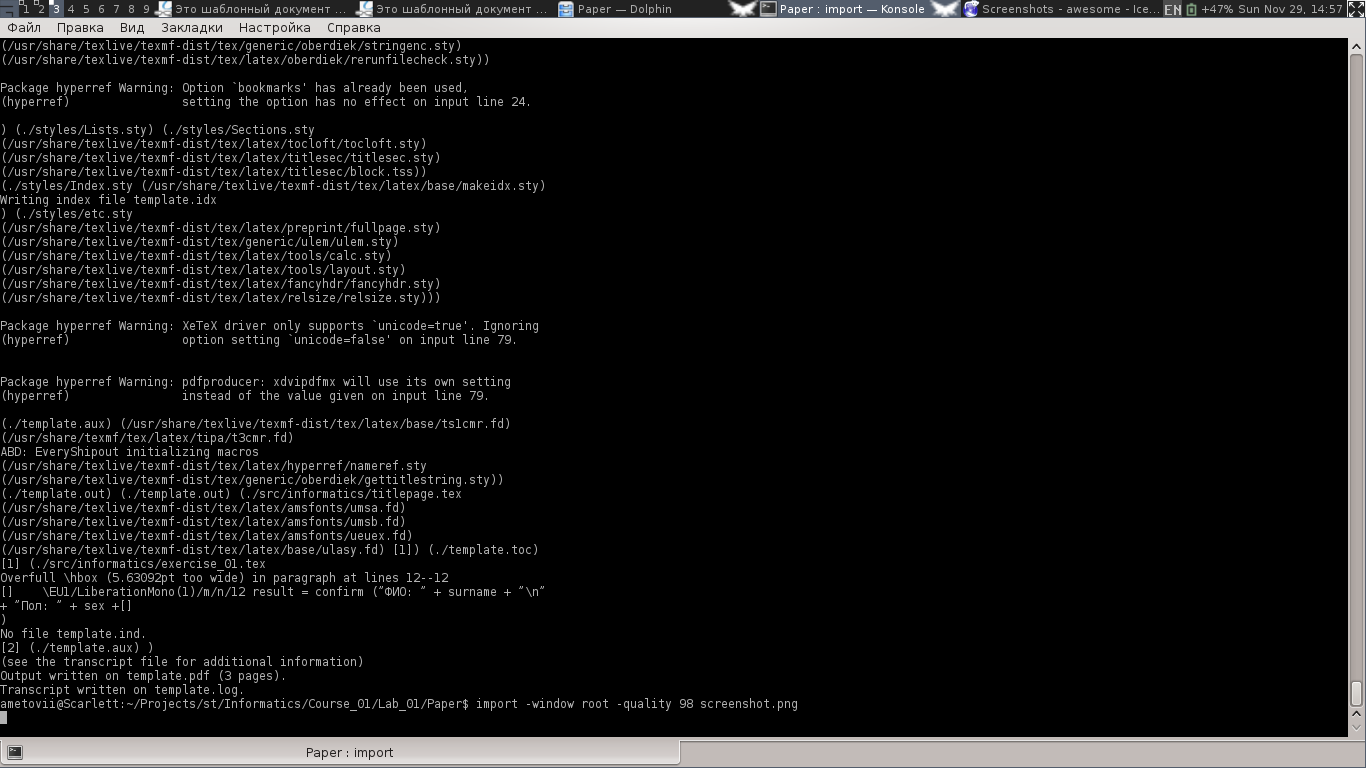 1 2 3 4 5 6 7 8 9 Это шаблонный документ ... Это шаблонный документ ... Paper — Dolphin Paper : import — Konsole Screenshots - awesome - Ice... EN +47% Sun Nov 29, 14:57
Файл Правка Вид Закладки Настройка Справка
(/usr/share/texlive/texmf-dist/tex/generic/oberdiek/stringenc.sty)
(/usr/share/texlive/texmf-dist/tex/latex/oberdiek/rerunfilecheck.sty))
Package hyperref Warning: Option `bookmarks' has already been used,
(hyperref) setting the option has no effect on input line 24.
) (./styles/Lists.sty) (./styles/Sections.sty
(/usr/share/texlive/texmf-dist/tex/latex/tocloft/tocloft.sty)
(/usr/share/texlive/texmf-dist/tex/latex/titlesec/titlesec.sty)
(/usr/share/texlive/texmf-dist/tex/latex/titlesec/block.tss))
(./styles/Index.sty (/usr/share/texlive/texmf-dist/tex/latex/base/makeidx.sty)
Writing index file template.idx
) (./styles/etc.sty
(/usr/share/texlive/texmf-dist/tex/latex/preprint/fullpage.sty)
(/usr/share/texlive/texmf-dist/tex/generic/ulem/ulem.sty)
(/usr/share/texlive/texmf-dist/tex/latex/tools/calc.sty)
(/usr/share/texlive/texmf-dist/tex/latex/tools/layout.sty)
(/usr/share/texlive/texmf-dist/tex/latex/fancyhdr/fancyhdr.sty)
(/usr/share/texlive/texmf-dist/tex/latex/relsize/relsize.sty)))
Package hyperref Warning: XeTeX driver only supports `unicode=true'. Ignoring
(hyperref) option setting `unicode=false' on input line 79.
Package hyperref Warning: pdfproducer: xdvipdfmx will use its own setting
(hyperref) instead of the value given on input line 79.
(./template.aux) (/usr/share/texlive/texmf-dist/tex/latex/base/ts1cmr.fd)
(/usr/share/texmf/tex/latex/tipa/t3cmr.fd)
ABD: EveryShipout initializing macros
(/usr/share/texlive/texmf-dist/tex/latex/hyperref/nameref.sty
(/usr/share/texlive/texmf-dist/tex/generic/oberdiek/gettitlestring.sty))
(./template.out) (./template.out) (./src/informatics/titlepage.tex
(/usr/share/texlive/texmf-dist/tex/latex/amsfonts/umsa.fd)
(/usr/share/texlive/texmf-dist/tex/latex/amsfonts/umsb.fd)
(/usr/share/texlive/texmf-dist/tex/latex/amsfonts/ueuex.fd)
(/usr/share/texlive/texmf-dist/tex/latex/base/ulasy.fd) [1]) (./template.toc)
[1] (./src/informatics/exercise_01.tex
Overfull \hbox (5.63092pt too wide) in paragraph at lines 12--12
[] \EU1/LiberationMono(1)/m/n/12 result = confirm (”ФИО: ” + surname + ”\n”
+ ”Пол: ” + sex +[]
)
No file template.ind.
[2] (./template.aux) )
(see the transcript file for additional information)
Output written on template.pdf (3 pages).
Transcript written on template.log.
ametovii@Scarlett:~/Projects/st/Informatics/Course_01/Lab_01/Paper$ import -window root -quality 98 screenshot.png
Paper : import